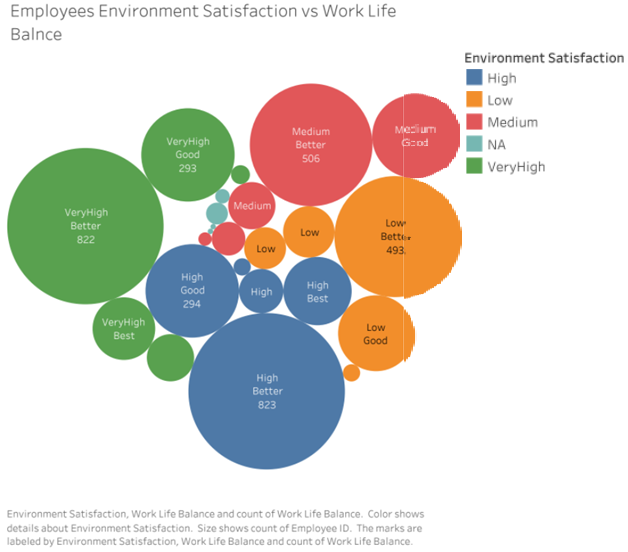 Employees Environment Satisfaction vs Work Life
Balnce
Environment Satisfaction
High
Low
Medium
NA
VeryHigh
VeryHigh
Good
293
Medium
Better
506
Medium
Good
VeryHigh
Better
822
Medium
Low
Low
Better
493
Low
High
Good
294
High
High
Best
VeryHigh
Best
Low
Good
High
Better
823
Environment Satisfaction, Work Life Balance and count of Work Life Balance. Color shows
details about Environment Satisfaction. Size shows count of Employee ID. The marks are
labeled by Environment Satisfaction, Work Life Balance and count of Work Life Balance.